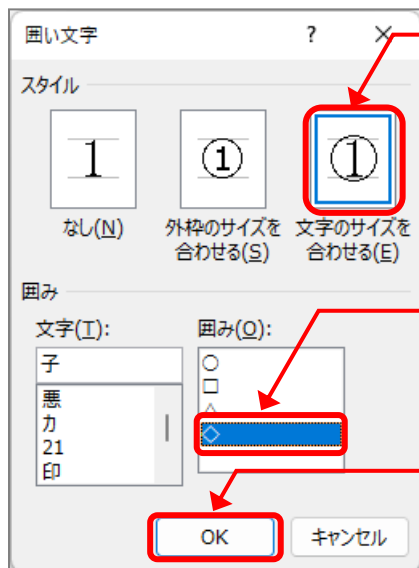 囲い文字 ? ×
スタイル
1 ① ①
なし(N) 外枠のサイズを合わせる(S) 文字のサイズを合わせる(E)
囲み
文字(T): 囲み(O):
子
悪
カ
21
印
○
□
△
◇
OK キャンセル